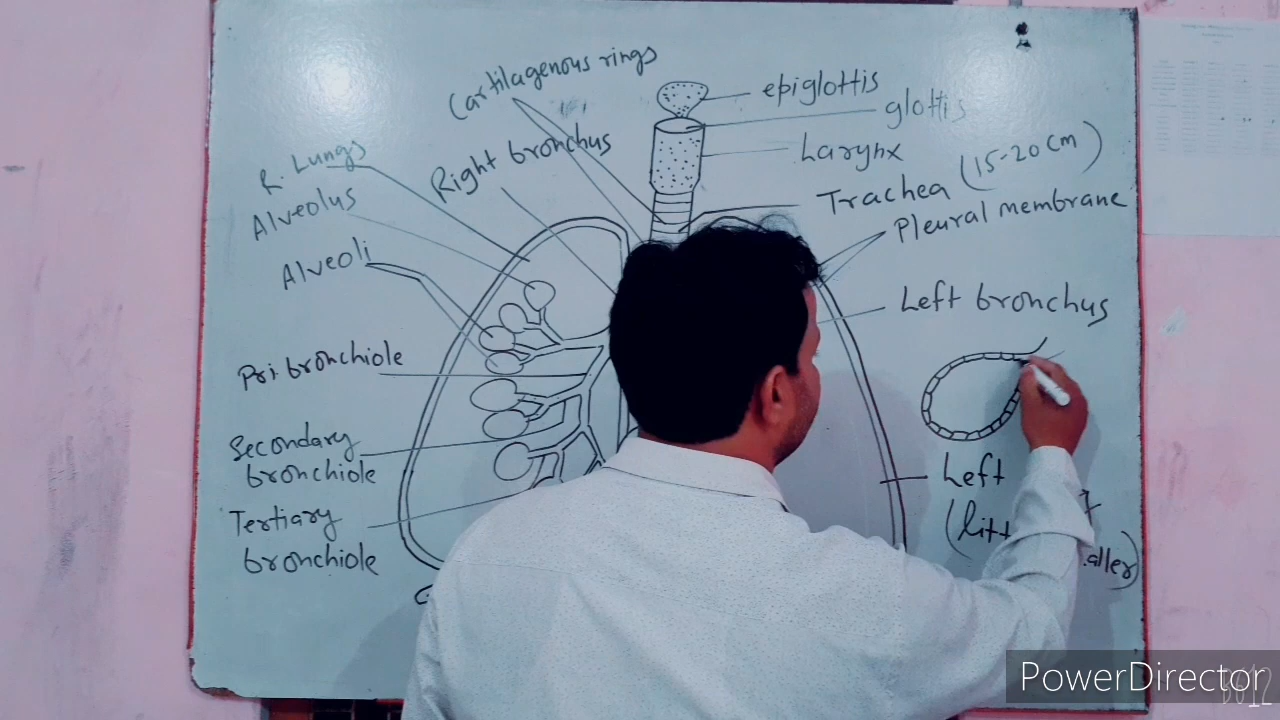 Cartilagenous rings
epiglottis
glottis
Larynx
Trachea (15-20 cm)
Pleural membrane
Right bronchus
R. Lungs
Alveolus
Alveoli
Left bronchus
Pri bronchiole
Secondary
bronchiole
Tertiary
bronchiole
Left
PowerDirector